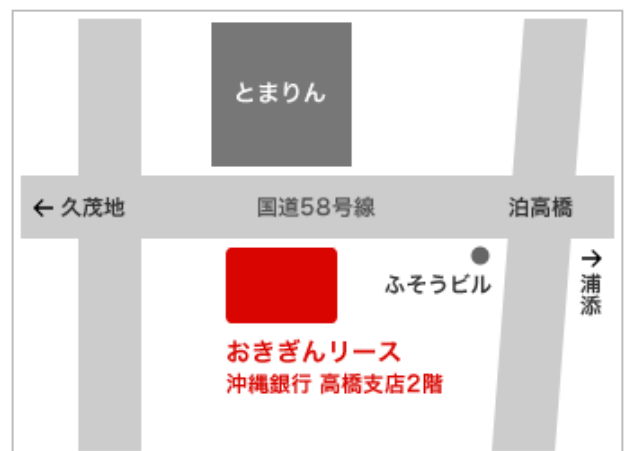 とまりん
← 久茂地
国道58号線
泊高橋
ふそうビル
→
浦添
おきぎんリース
沖縄銀行 高橋支店2階